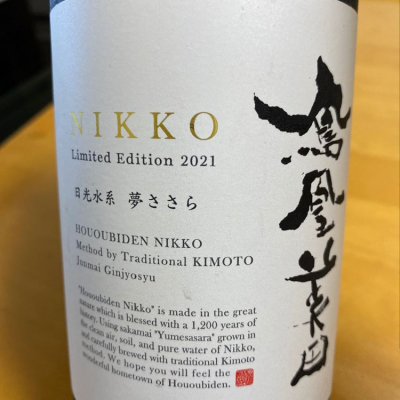 NIKKO
Limited Edition 2021
日光水系 夢ささら
HOUOUBIDEN NIKKO
Method by Traditional KIMOTO
Junmai Ginjyosyu
"Hououbiden Nikko" is made in the great
nature which is blessed with a 1,200 years of
history. Using sakamai "Yumesasara" grown in
the clean air, soil, and pure water of Nikko,
and carefully brewed with traditional Kimoto
method. We hope you will feel the
wonderful hometown of Hououbiden.
鳳凰美田